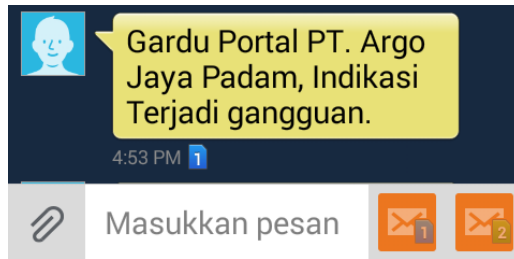 Gardu Portal PT. Argo
Jaya Padam, Indikasi
Terjadi gangguan.
4:53 PM 1
Masukkan pesan 1 2